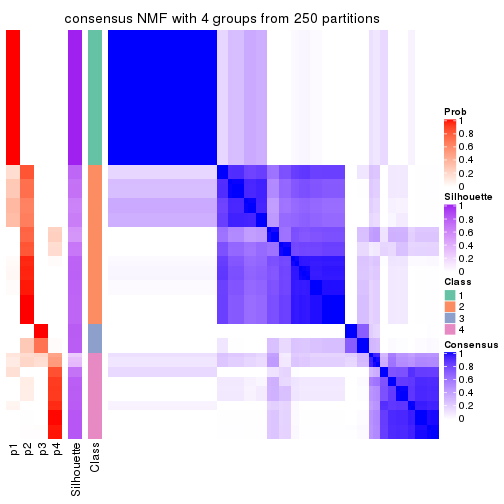 consensus NMF with 4 groups from 250 partitions
Prob
1
0.8
0.6
0.4
0.2
0
Silhouette
1
0.8
0.6
0.4
0.2
0
Class
1
2
3
4
Consensus
1
0.8
0.6
0.4
0.2
0
p1
p2
p3
p4
Silhouette
Class